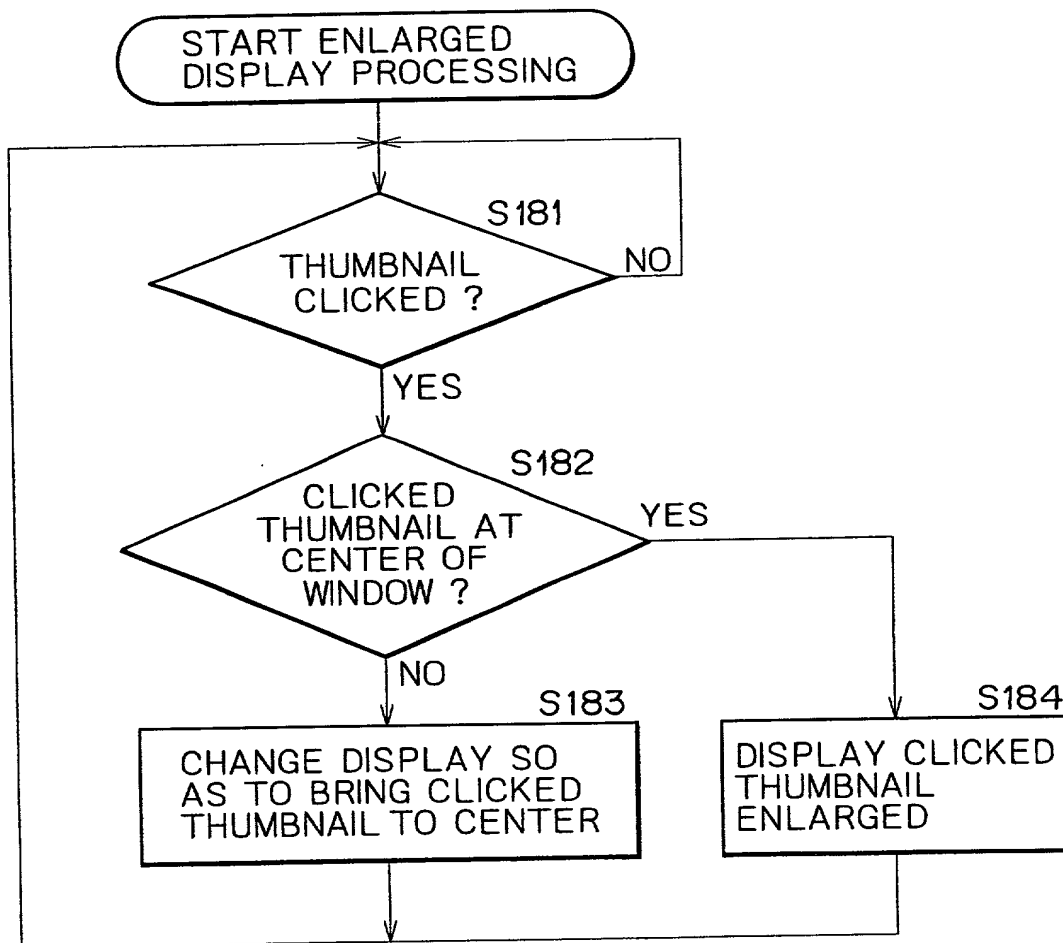 START ENLARGED
DISPLAY PROCESSING
S181
THUMBNAIL
CLICKED ?
NO
YES
S182
CLICKED
THUMBNAIL AT
CENTER OF
WINDOW ?
YES
NO
S183
CHANGE DISPLAY SO
AS TO BRING CLICKED
THUMBNAIL TO CENTER
S184
DISPLAY CLICKED
THUMBNAIL
ENLARGED